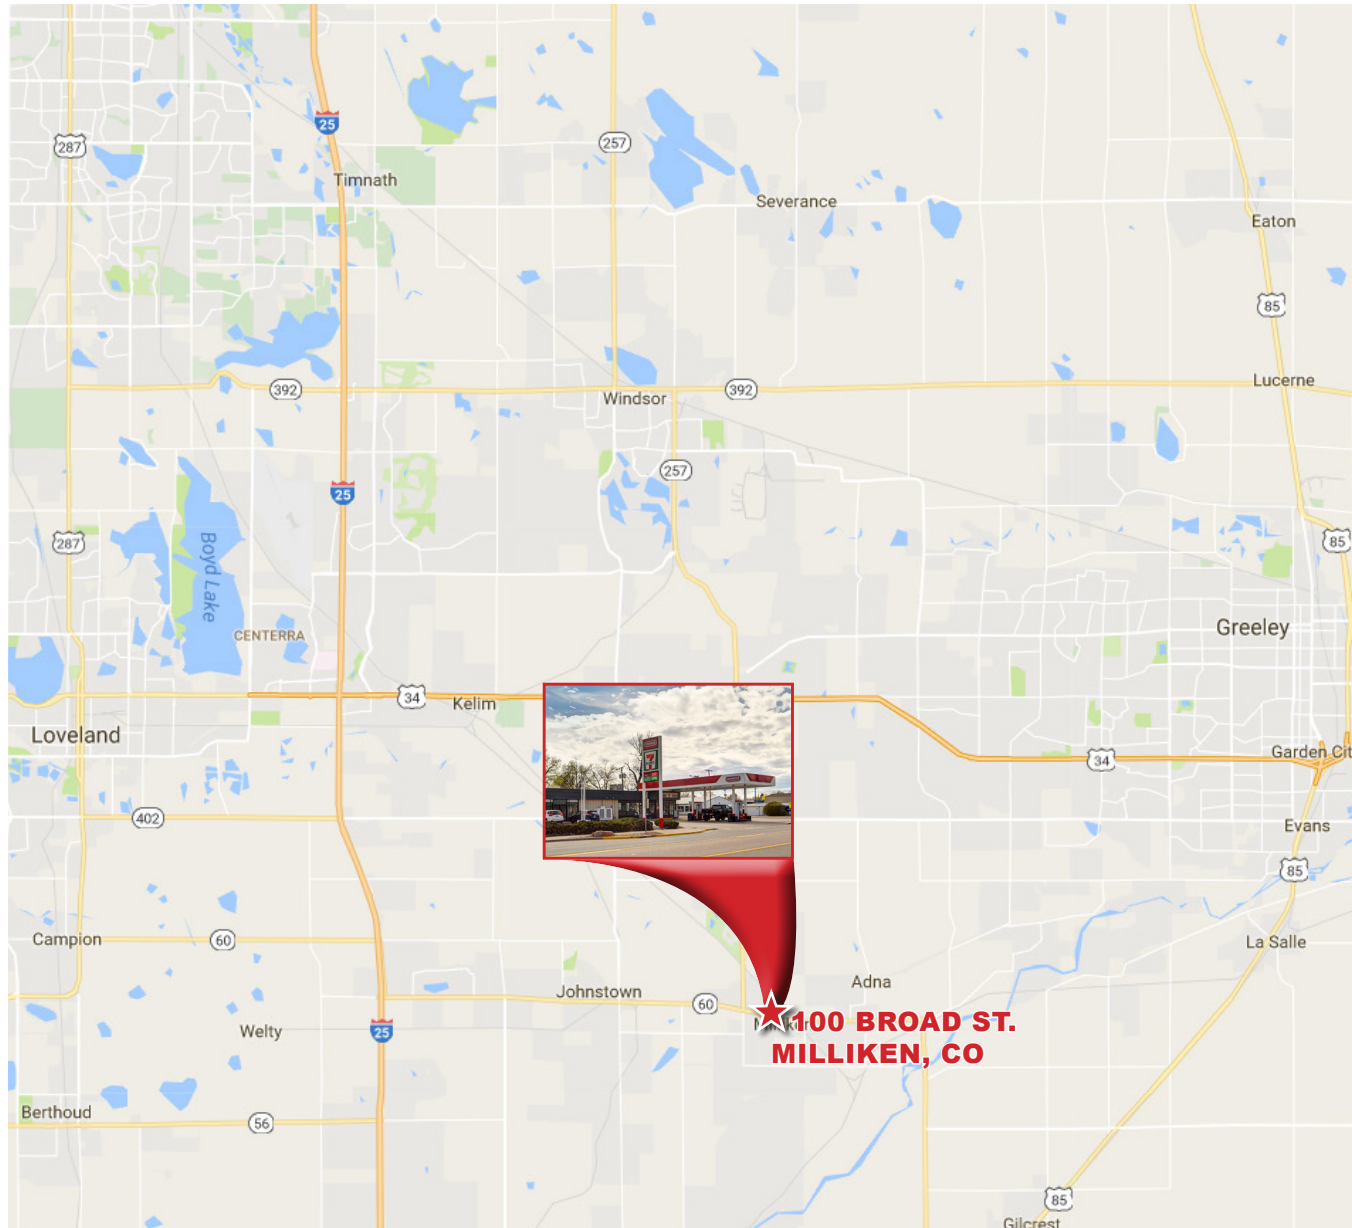 25
287
257
Timnath
Severance
Eaton
85
Lucerne
392
392
Windsor
257
25
287
85
Boyd Lake
Greeley
CENTERRA
34
Kelim
Loveland
Garden Cit
34
7
402
Evans
85
Campion
60
La Salle
Adna
Johnstown
60
100 BROAD ST.
MILLIKEN, CO
Welty
25
Berthoud
56
85
Gilcrest